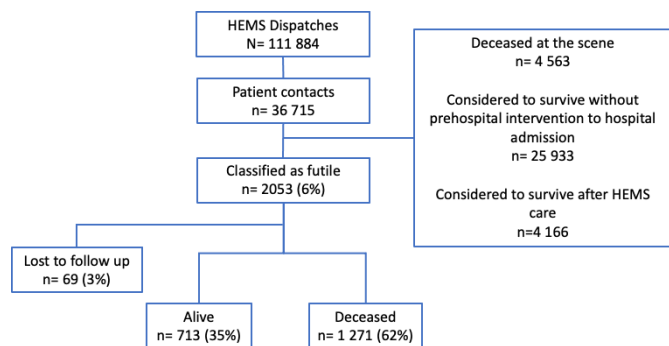 HEMS Dispatches
N= 111 884
Patient contacts
n= 36 715
Deceased at the scene
n= 4 563
Considered to survive without
prehospital intervention to hospital
admission
n= 25 933
Considered to survive after HEMS
care
n=4 166
Classified as futile
n= 2053 (6%)
Lost to follow up
n= 69 (3%)
Alive
n= 713 (35%)
Deceased
n= 1 271 (62%)